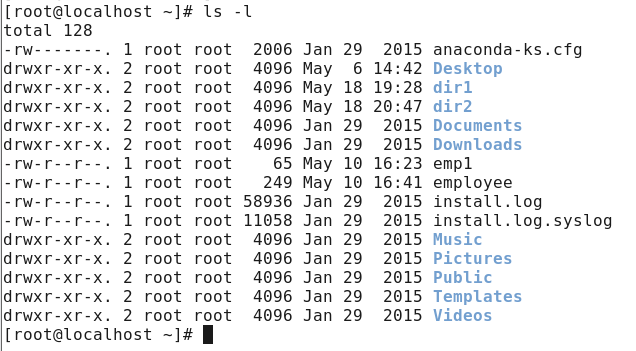 [root@localhost ~]# ls -l
total 128
-rw-------. 1 root root  2006 Jan 29  2015 anaconda-ks.cfg
drwxr-xr-x. 2 root root  4096 May  6 14:42 Desktop
drwxr-xr-x. 2 root root  4096 May 18 19:28 dir1
drwxr-xr-x. 2 root root  4096 May 18 20:47 dir2
drwxr-xr-x. 2 root root  4096 Jan 29  2015 Documents
drwxr-xr-x. 2 root root  4096 Jan 29  2015 Downloads
-rw-r--r--. 1 root root    65 May 10 16:23 emp1
-rw-r--r--. 1 root root   249 May 10 16:41 employee
-rw-r--r--. 1 root root 58936 Jan 29  2015 install.log
-rw-r--r--. 1 root root 11058 Jan 29  2015 install.log.syslog
drwxr-xr-x. 2 root root  4096 Jan 29  2015 Music
drwxr-xr-x. 2 root root  4096 Jan 29  2015 Pictures
drwxr-xr-x. 2 root root  4096 Jan 29  2015 Public
drwxr-xr-x. 2 root root  4096 Jan 29  2015 Templates
drwxr-xr-x. 2 root root  4096 Jan 29  2015 Videos
[root@localhost ~]#